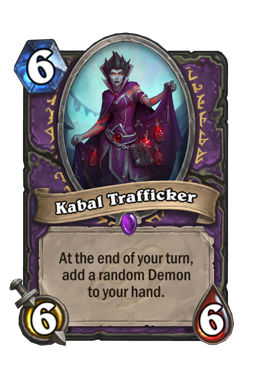 6
Kabal Trafficker
At the end of your turn,
add a random Demon
to your hand.
6
6